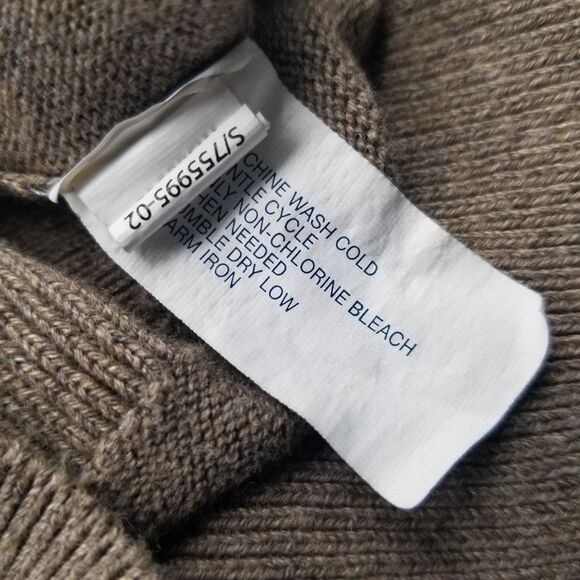 S/755995-02
CHINE WASH COLD
NTLE CYCLE
LY NON-CHLORINE BLEACH
HEN NEEDED
MBLE DRY LOW
ARM IRON